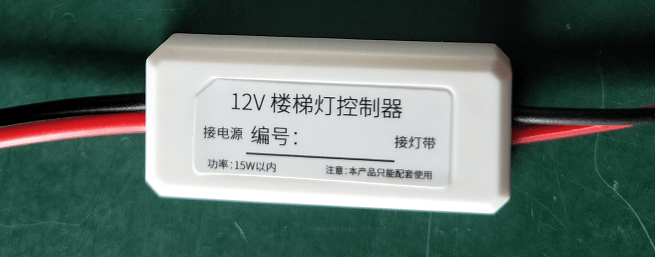 12V 楼梯灯控制器
接电源 编号： 接灯带
功率：15W以内 注意：本产品只能配套使用